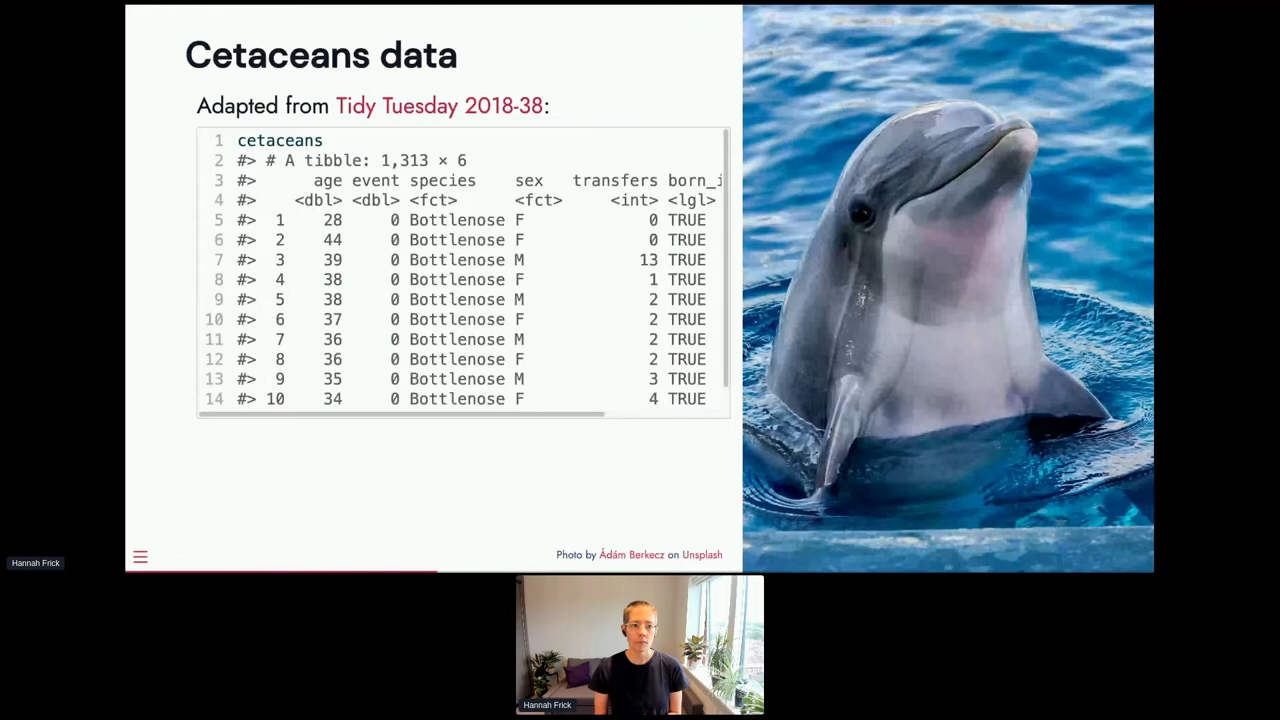 Cetaceans data
Adapted from Tidy Tuesday 2018-38:
1 cetaceans
2 #> # A tibble: 1,313 × 6
3 #> age event species sex transfers born_i
4 #> <dbl> <dbl> <fct> <fct> <int> <lgl>
5 #> 1 28 0 Bottlenose F 0 TRUE
6 #> 2 44 0 Bottlenose F 0 TRUE
7 #> 3 39 0 Bottlenose M 13 TRUE
8 #> 4 38 0 Bottlenose F 1 TRUE
9 #> 5 38 0 Bottlenose M 2 TRUE
10 #> 6 37 0 Bottlenose F 2 TRUE
11 #> 7 36 0 Bottlenose M 2 TRUE
12 #> 8 36 0 Bottlenose F 2 TRUE
13 #> 9 35 0 Bottlenose M 3 TRUE
14 #> 10 34 0 Bottlenose F 4 TRUE
Photo by Ádám Berkecz on Unsplash
Hannah Frick
Hannah Frick